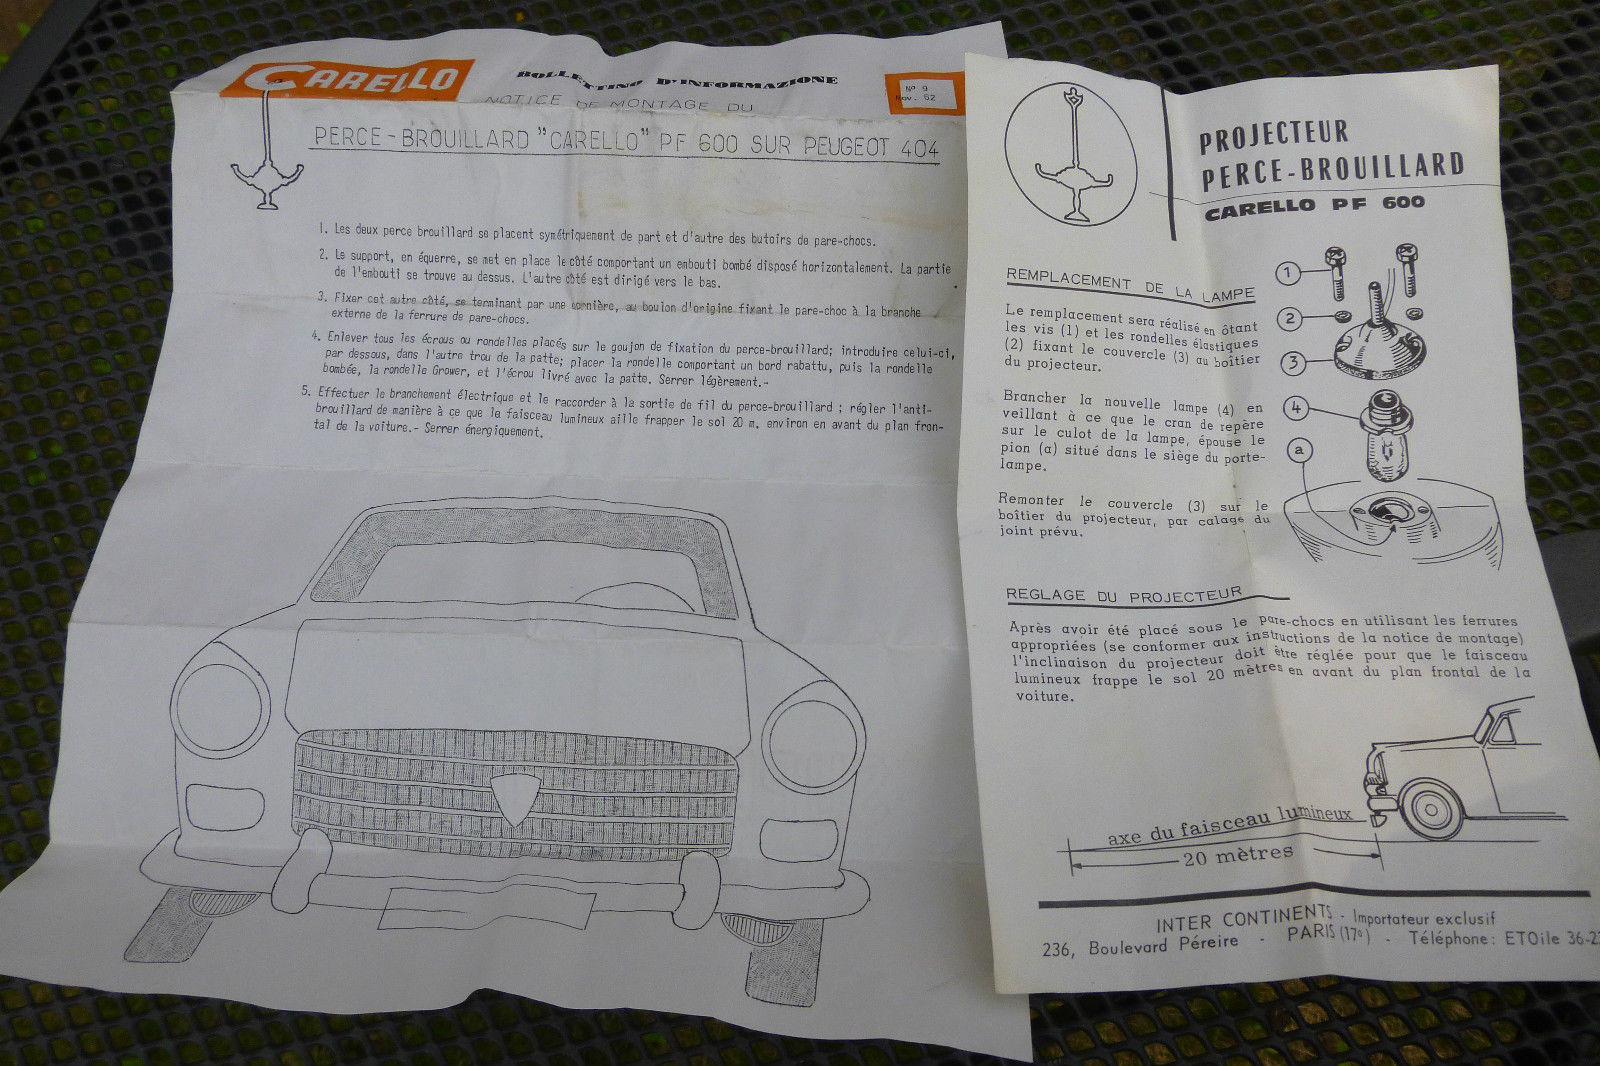 CARELLO
BOLLETTINO D'INFORMAZIONE
Nº 9
Nov. 62
NOTICE DE MONTAGE DU
PERCE-BROUILLARD "CARELLO" PF 600 SUR PEUGEOT 404
1. Les deux perce brouillard se placent symétriquement de part et d'autre des butoirs de pare-chocs.
2. Le support, en équerre, se met en place le côté comportant un embouti bombé disposé horizontalement. La partie
de l'embouti se trouve au dessus. L'autre côté est dirigé vers le bas.
3. Fixer cet autre côté, se terminant par une cornière, au boulon d'origine fixant le pare-choc à la branche
externe de la ferrure de pare-chocs.
4. Enlever tous les écrous ou rondelles placés sur le goujon de fixation du perce-brouillard; introduire celui-ci,
par dessous, dans l'autre trou de la patte; placer la rondelle comportant un bord rabattu, puis la rondelle
bombée, la rondelle Grower, et l'écrou livré avec la patte. Serrer légèrement.-
5. Effectuer le branchement électrique et le raccorder à la sortie de fil du perce-brouillard ; régler l'anti-
brouillard de manière à ce que le faisceau lumineux aille frapper le sol 20 m. environ en avant du plan fron-
tal de la voiture.- Serrer énergiquement.
PROJECTEUR
PERCE-BROUILLARD
CARELLO PF 600
REMPLACEMENT DE LA LAMPE
Le remplacement sera réalisé en ôtant
les vis (1) et les rondelles élastiques
(2) fixant le couvercle (3) au boîtier
du projecteur.
Brancher la nouvelle lampe (4) en
veillant à ce que le cran de repère
sur le culot de la lampe, épouse le
pion (a) situé dans le siège du porte-
lampe.
Remonter le couvercle (3) sur le
boîtier du projecteur, par calage du
joint prévu.
1
2
3
4
a
REGLAGE DU PROJECTEUR
Après avoir été placé sous le pare-chocs en utilisant les ferrures
appropriées (se conformer aux instructions de la notice de montage)
l'inclinaison du projecteur doit être réglée pour que le faisceau
lumineux frappe le sol 20 mètres en avant du plan frontal de la
voiture.
axe du faisceau lumineux
20 mètres
INTER CONTINENTS - Importateur exclusif
236, Boulevard Péreire - PARIS (17e) - Téléphone: ETOile 36-2